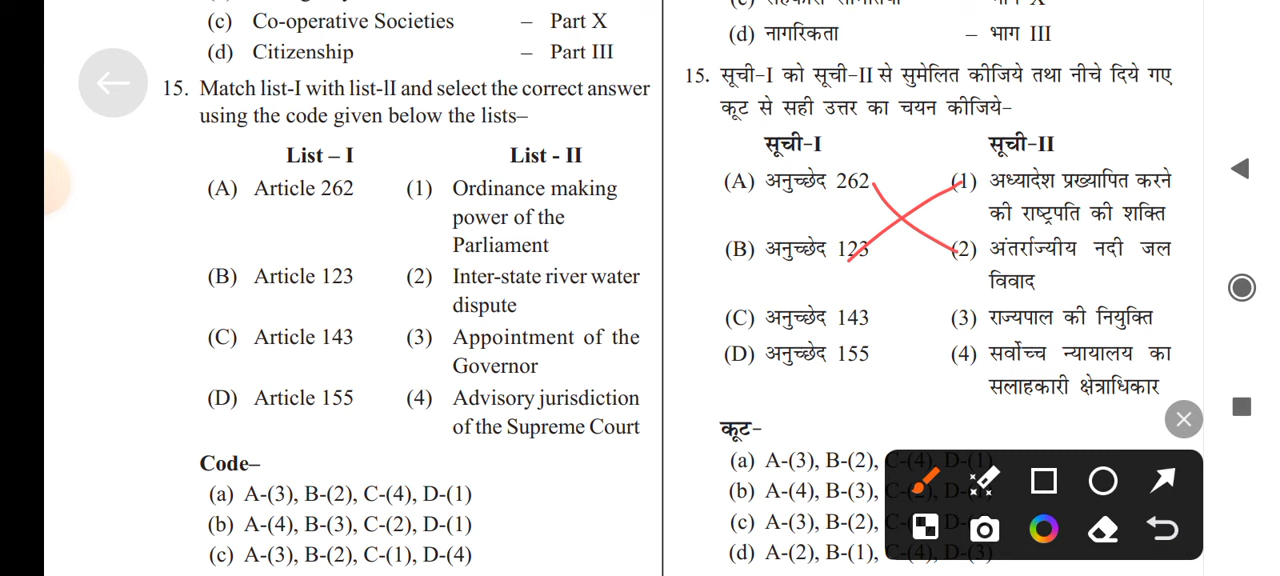 (c) Co-operative Societies – Part X
(d) Citizenship – Part III
15. Match list-I with list-lI and select the correct answer
using the code given below the lists–
List – I List - II
(A) Article 262 (1) Ordinance making
power of the
Parliament
(B) Article 123 (2) Inter-state river water
dispute
(C) Article 143 (3) Appointment of the
Governor
(D) Article 155 (4) Advisory jurisdiction
of the Supreme Court
Code–
(a) A-(3), B-(2), C-(4), D-(1)
(b) A-(4), B-(3), C-(2), D-(1)
(c) A-(3), B-(2), C-(1), D-(4)
(d) नागरिकता – भाग III
15. सूची-I को सूची-II से सुमेलित कीजिये तथा नीचे दिये गए
कूट से सही उत्तर का चयन कीजिये–
सूची-I सूची-II
(A) अनुच्छेद 262 (1) अध्यादेश प्रख्यापित करने
की राष्ट्रपति की शक्ति
(B) अनुच्छेद 123 (2) अंतर्राज्यीय नदी जल
विवाद
(C) अनुच्छेद 143 (3) राज्यपाल की नियुक्ति
(D) अनुच्छेद 155 (4) सर्वोच्च न्यायालय का
सलाहकारी क्षेत्राधिकार
कूट–
(a) A-(3), B-(2), C-(4), D-(1)
(b) A-(4), B-(3),
(c) A-(3), B-(2),
(d) A-(2), B-(1), C-(4), D-(3)